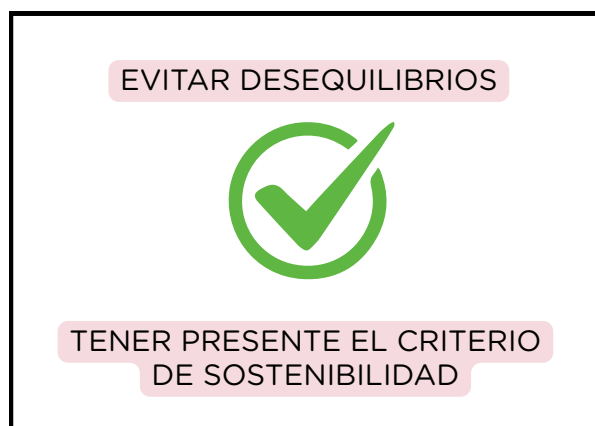 EVITAR DESEQUILIBRIOS
TENER PRESENTE EL CRITERIO
DE SOSTENIBILIDAD